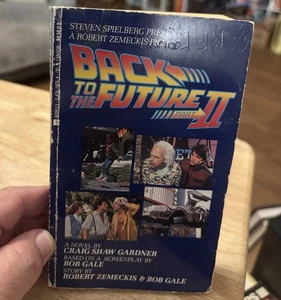 STEVEN SPIELBERG PRESENTS
A ROBERT ZEMECKIS FILM
BACK
TO THE FUTURE
PART II
A NOVEL BY
CRAIG SHAW GARDNER
BASED ON A SCREENPLAY BY
BOB GALE
STORY BY
ROBERT ZEMECKIS & BOB GALE